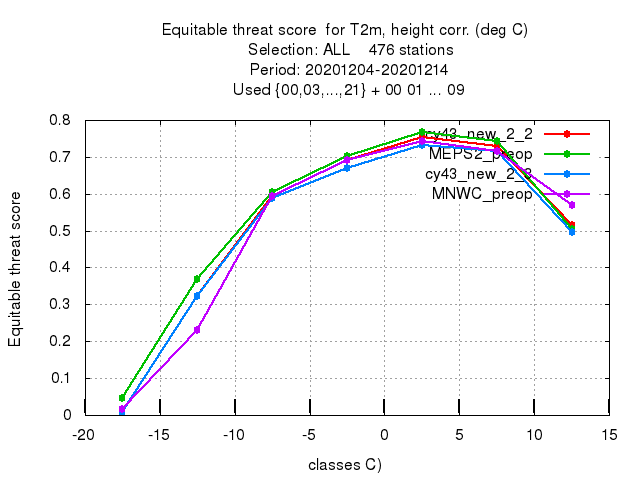 Equitable threat score for T2m, height corr. (deg C)
Selection: ALL 476 stations
Period: 20201204-20201214
Used {00,03,...,21} + 00 01 ... 09
Equitable threat score
0.8
0.7
0.6
0.5
0.4
0.3
0.2
0.1
0
cy43_new_2_2
MEPS2_preop
cy43_new_2_3
MNWC_preop
-20 -15 -10 -5 0 5 10 15
classes C)